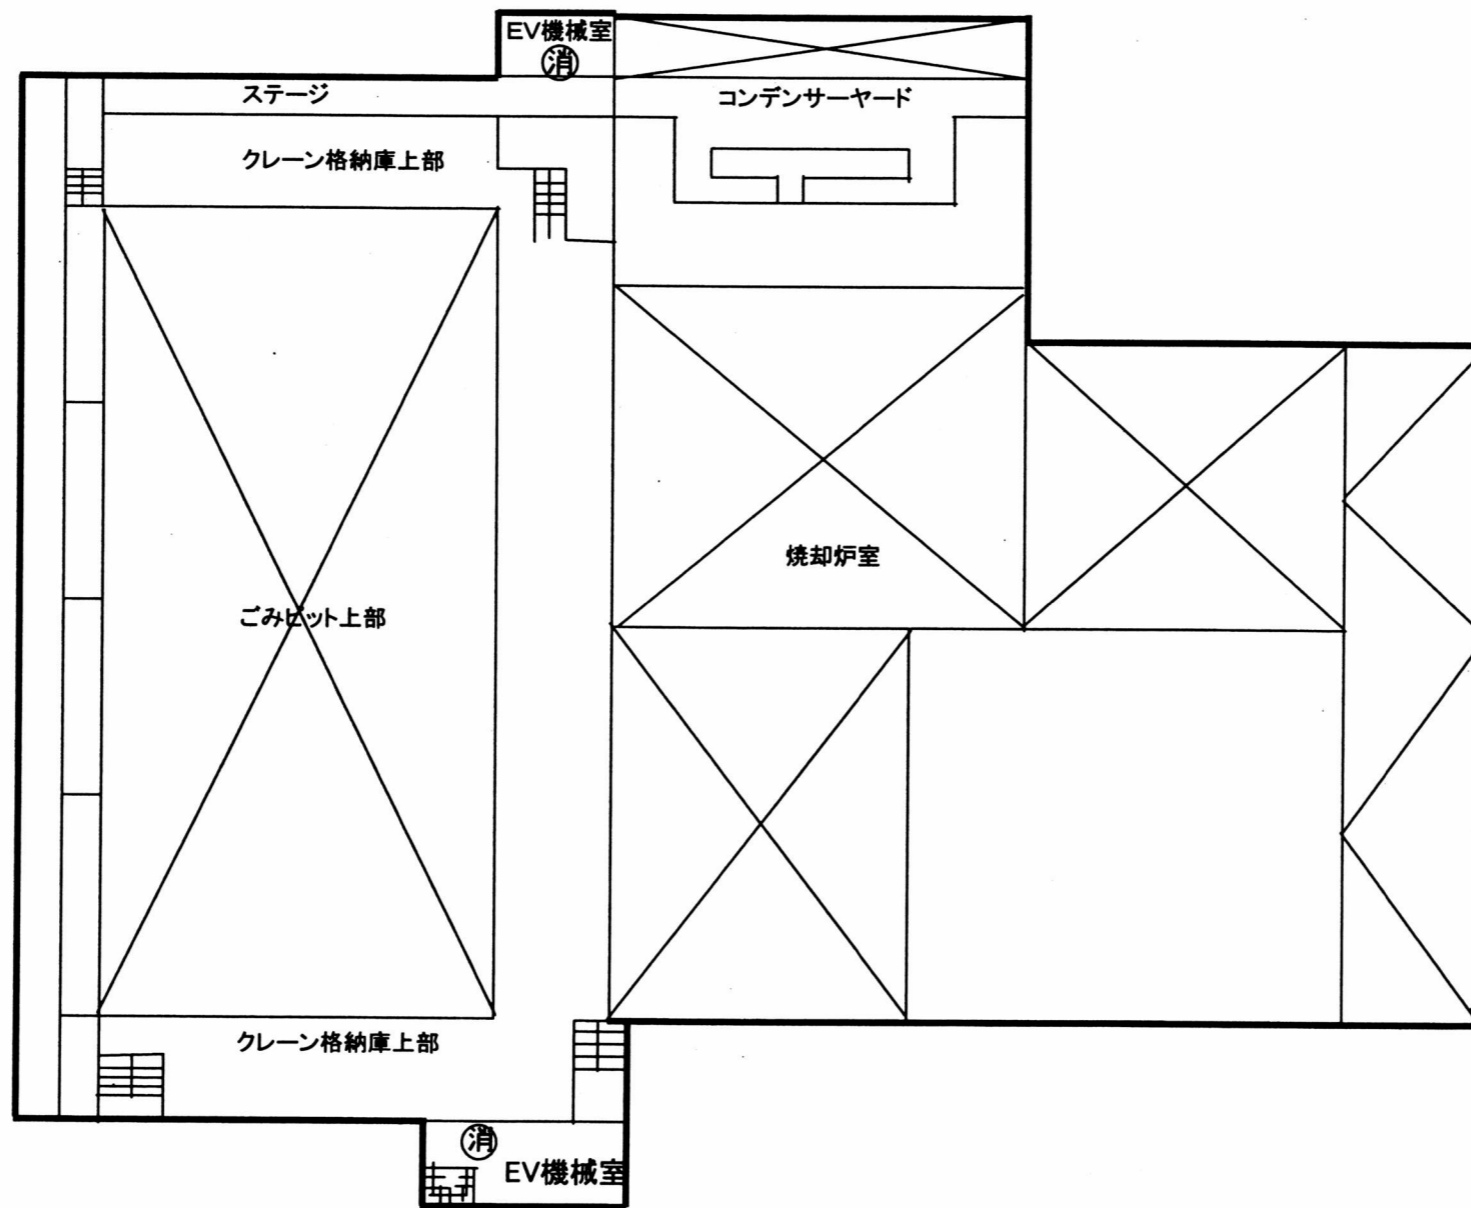 EV機械室
消
ステージ
コンデンサーヤード
クレーン格納庫上部
焼却炉室
ごみピット上部
クレーン格納庫上部
消
EV機械室